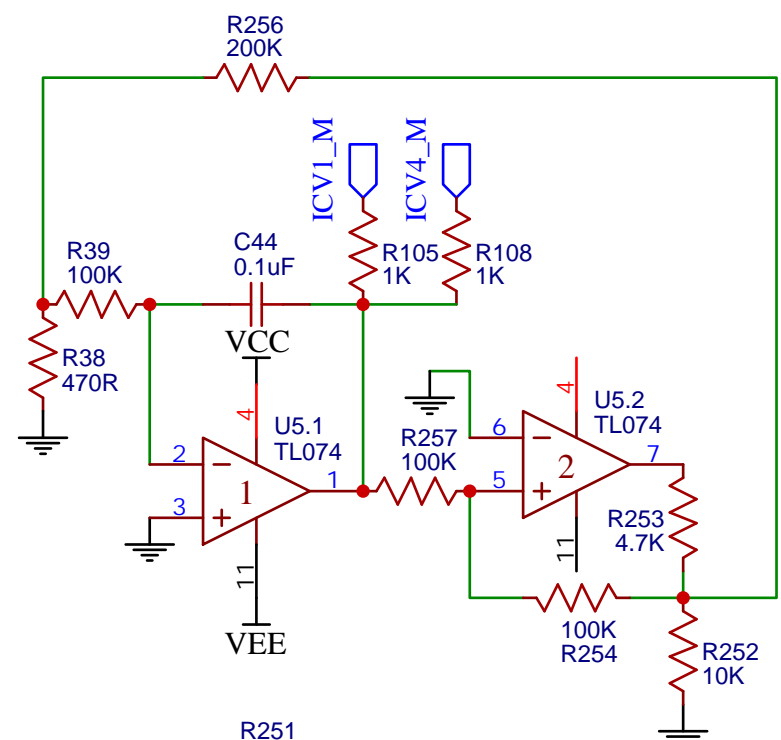 R256
200K
ICV1_M
ICV4_M
R39
100K
C44
0.1uF
R105
1K
R108
1K
R38
470R
VCC
4
U5.1
TL074
2
3
1
1
11
VEE
R257
100K
4
U5.2
TL074
6
5
2
7
11
R253
4.7K
100K
R254
R252
10K
R251